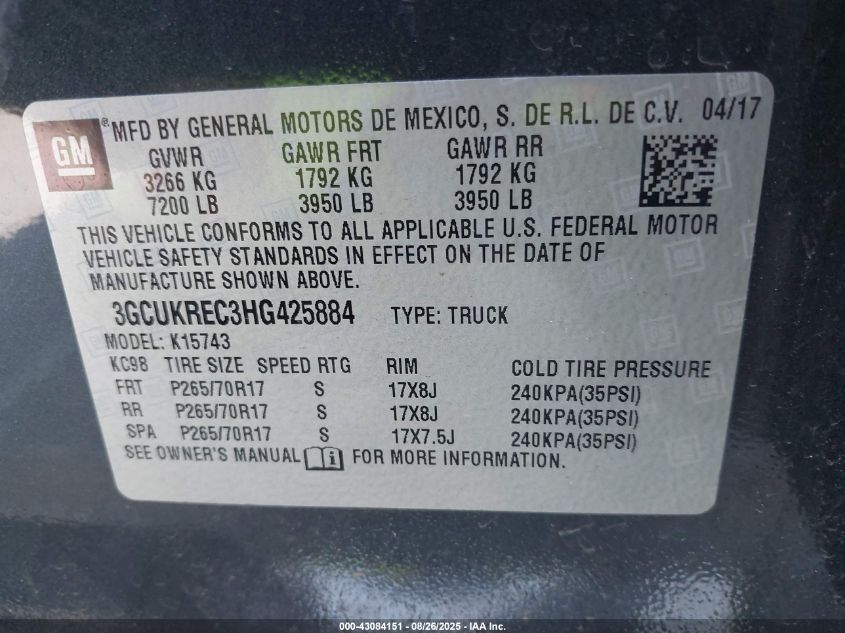 GM ® MFD BY GENERAL MOTORS DE MEXICO, S. DE R.L. DE C.V. 04/17
GVWR GAWR FRT GAWR RR
3266 KG 1792 KG 1792 KG
7200 LB 3950 LB 3950 LB
THIS VEHICLE CONFORMS TO ALL APPLICABLE U.S. FEDERAL MOTOR
VEHICLE SAFETY STANDARDS IN EFFECT ON THE DATE OF
MANUFACTURE SHOWN ABOVE.
3GCUKREC3HG425884 TYPE: TRUCK
MODEL: K15743
KC98 TIRE SIZE SPEED RTG RIM COLD TIRE PRESSURE
FRT P265/70R17 S 17X8J 240KPA(35PSI)
RR P265/70R17 S 17X8J 240KPA(35PSI)
SPA P265/70R17 S 17X7.5J 240KPA(35PSI)
SEE OWNER'S MANUAL i FOR MORE INFORMATION.
000-43084151 - 08/26/2025 - IAA Inc.